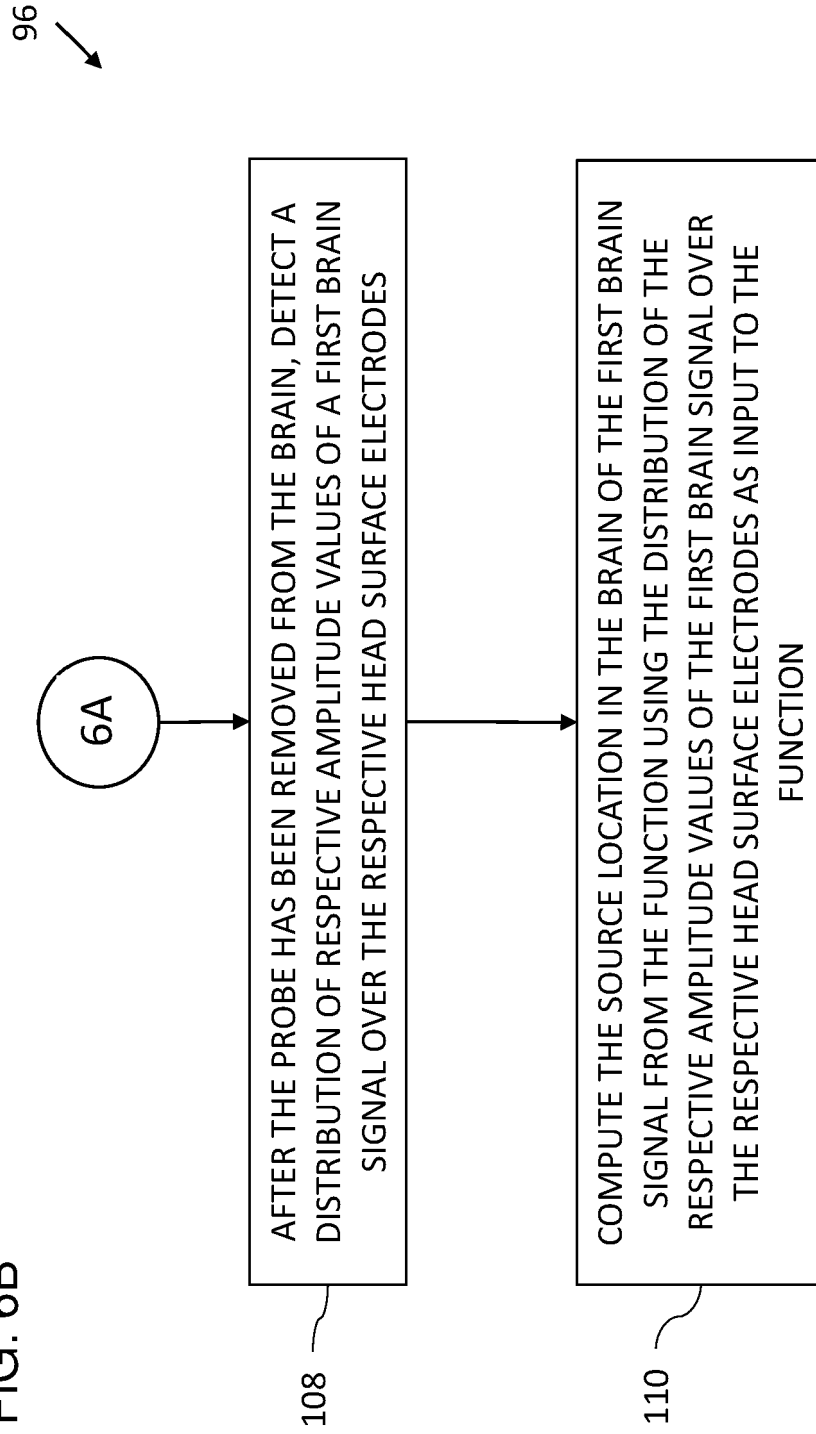 FIG. 6B
96
6A
AFTER THE PROBE HAS BEEN REMOVED FROM THE BRAIN, DETECT A
DISTRIBUTION OF RESPECTIVE AMPLITUDE VALUES OF A FIRST BRAIN
SIGNAL OVER THE RESPECTIVE HEAD SURFACE ELECTRODES
108
COMPUTE THE SOURCE LOCATION IN THE BRAIN OF THE FIRST BRAIN
SIGNAL FROM THE FUNCTION USING THE DISTRIBUTION OF THE
RESPECTIVE AMPLITUDE VALUES OF THE FIRST BRAIN SIGNAL OVER
THE RESPECTIVE HEAD SURFACE ELECTRODES AS INPUT TO THE
FUNCTION
110